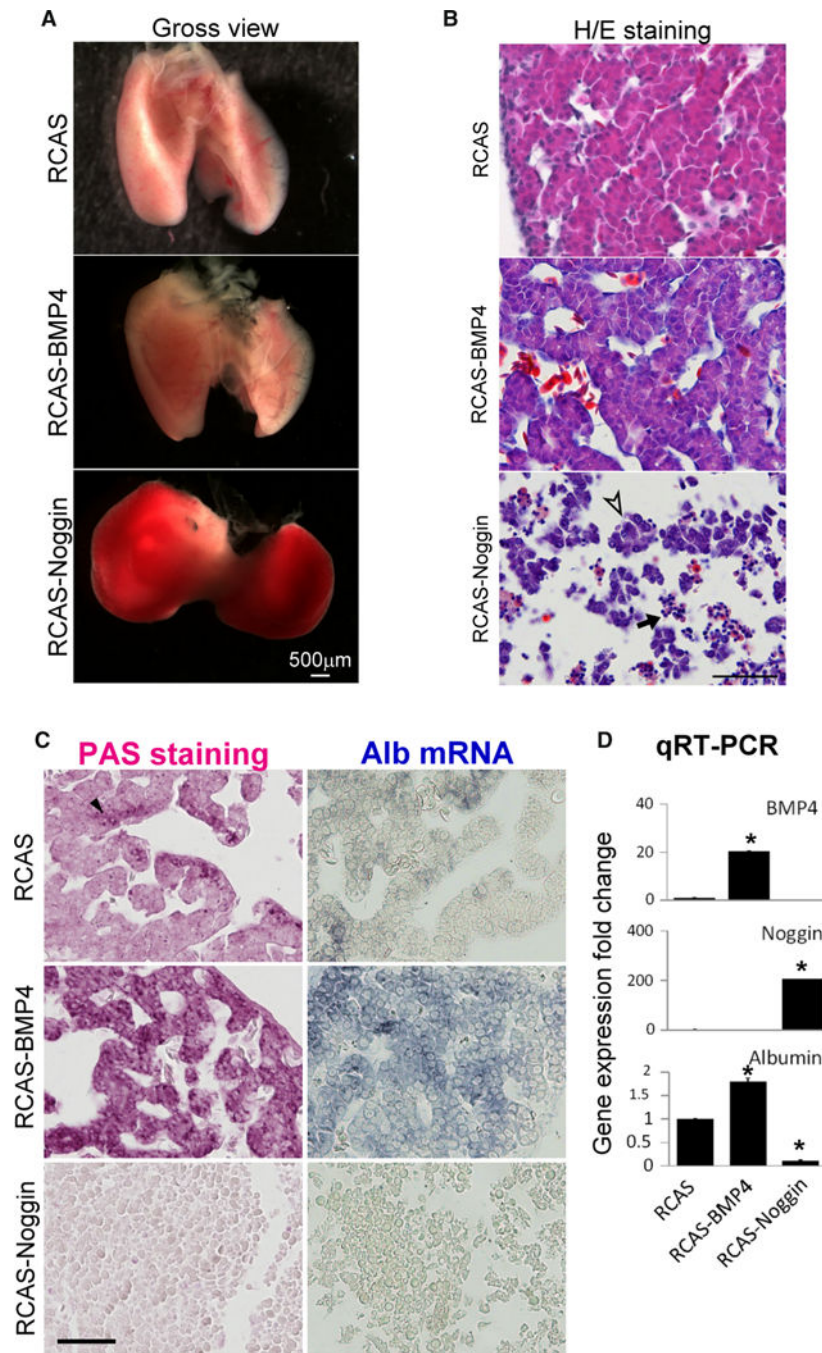 A
Gross view
RCAS
RCAS-BMP4
RCAS-Noggin
500μm
B
H/E staining
RCAS
RCAS-BMP4
RCAS-Noggin
C
PAS staining
Alb mRNA
RCAS
RCAS-BMP4
RCAS-Noggin
D
qRT-PCR
Gene expression fold change
BMP4
40
20
0
*
Noggin
400
200
0
*
Albumin
2
1.5
1
0.5
0
*
*
RCAS
RCAS-BMP4
RCAS-Noggin